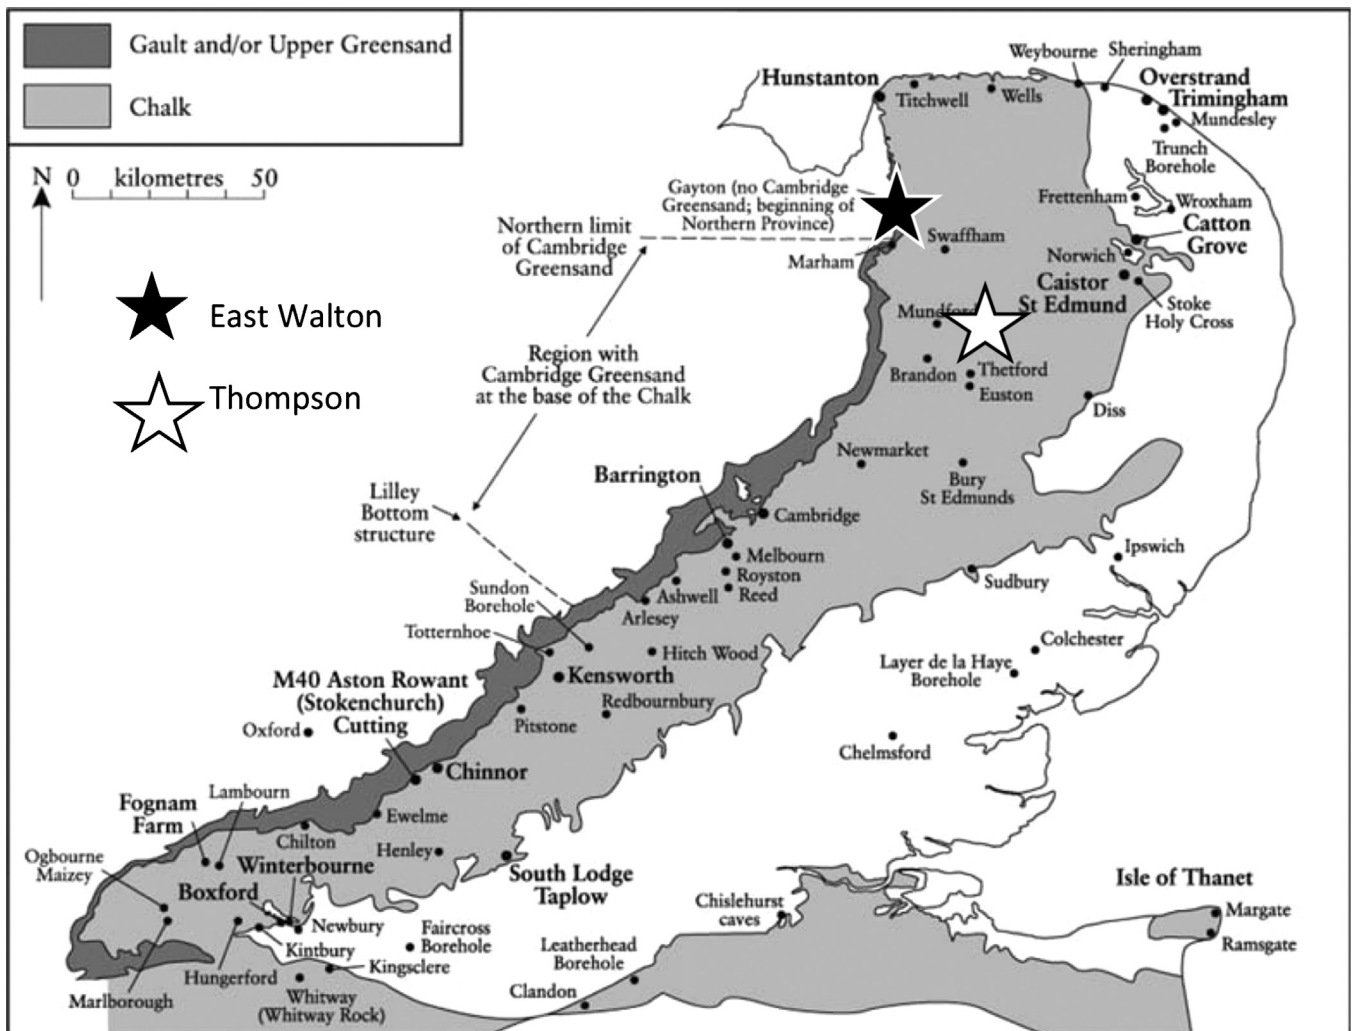 Gault and/or Upper Greensand
Chalk
N 0 kilometres 50
East Walton
Thompson
Hunstanton
Titchwell
Wells
Weybourne
Sheringham
Overstrand
Trimingham
Mundesley
Trunch
Borehole
Gayton (no Cambridge
Greensand; beginning of
Northern Province)
Northern limit
of Cambridge
Greensand
Marham
Swaffham
Frettenham
Wroxham
Catton
Grove
Norwich
Caistor
St Edmund
Stoke
Holy Cross
Mundford
Region with
Cambridge Greensand
at the base of the Chalk
Brandon
Thetford
Euston
Diss
Newmarket
Bury
St Edmunds
Barrington
Lilley
Bottom
structure
Cambridge
Melbourn
Royston
Reed
Ashwell
Arlesey
Sundon
Borehole
Totternhoe
Hitch Wood
Sudbury
Ipswich
Colchester
Layer de la Haye
Borehole
Chelmsford
Kensworth
Redbournbury
Pitstone
M40 Aston Rowant
(Stokenchurch)
Cutting
Oxford
Chinnor
Ewelme
Lambourn
Fognam
Farm
Chilton
Henley
Ogbourne
Maizey
Winterbourne
Boxford
South Lodge
Taplow
Newbury
Kintbury
Hungerford
Marlborough
Faircross
Borehole
Kingsclere
Whitway
(Whitway Rock)
Leatherhead
Borehole
Clandon
Chislehurst
caves
Isle of Thanet
Margate
Ramsgate